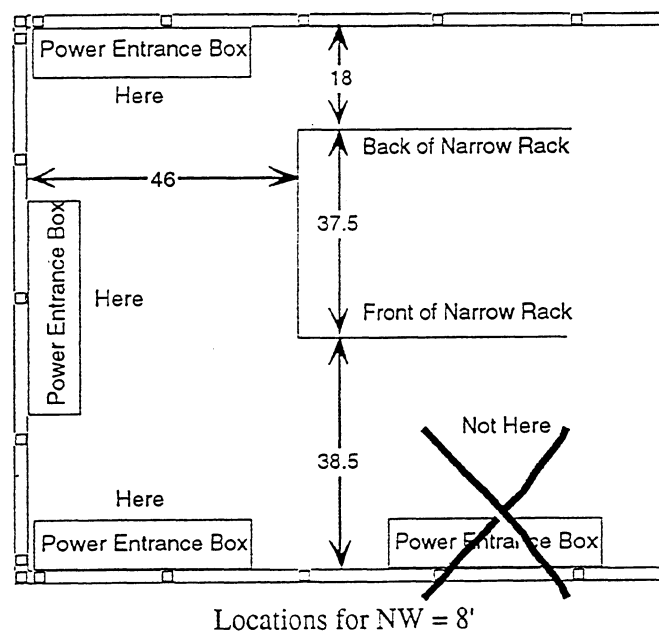 Power Entrance Box
Here
18
Back of Narrow Rack
46
37.5
Power Entrance Box
Here
Front of Narrow Rack
38.5
Not Here
Here
Power Entrance Box
Power Entrance Box
Locations for NW = 8'